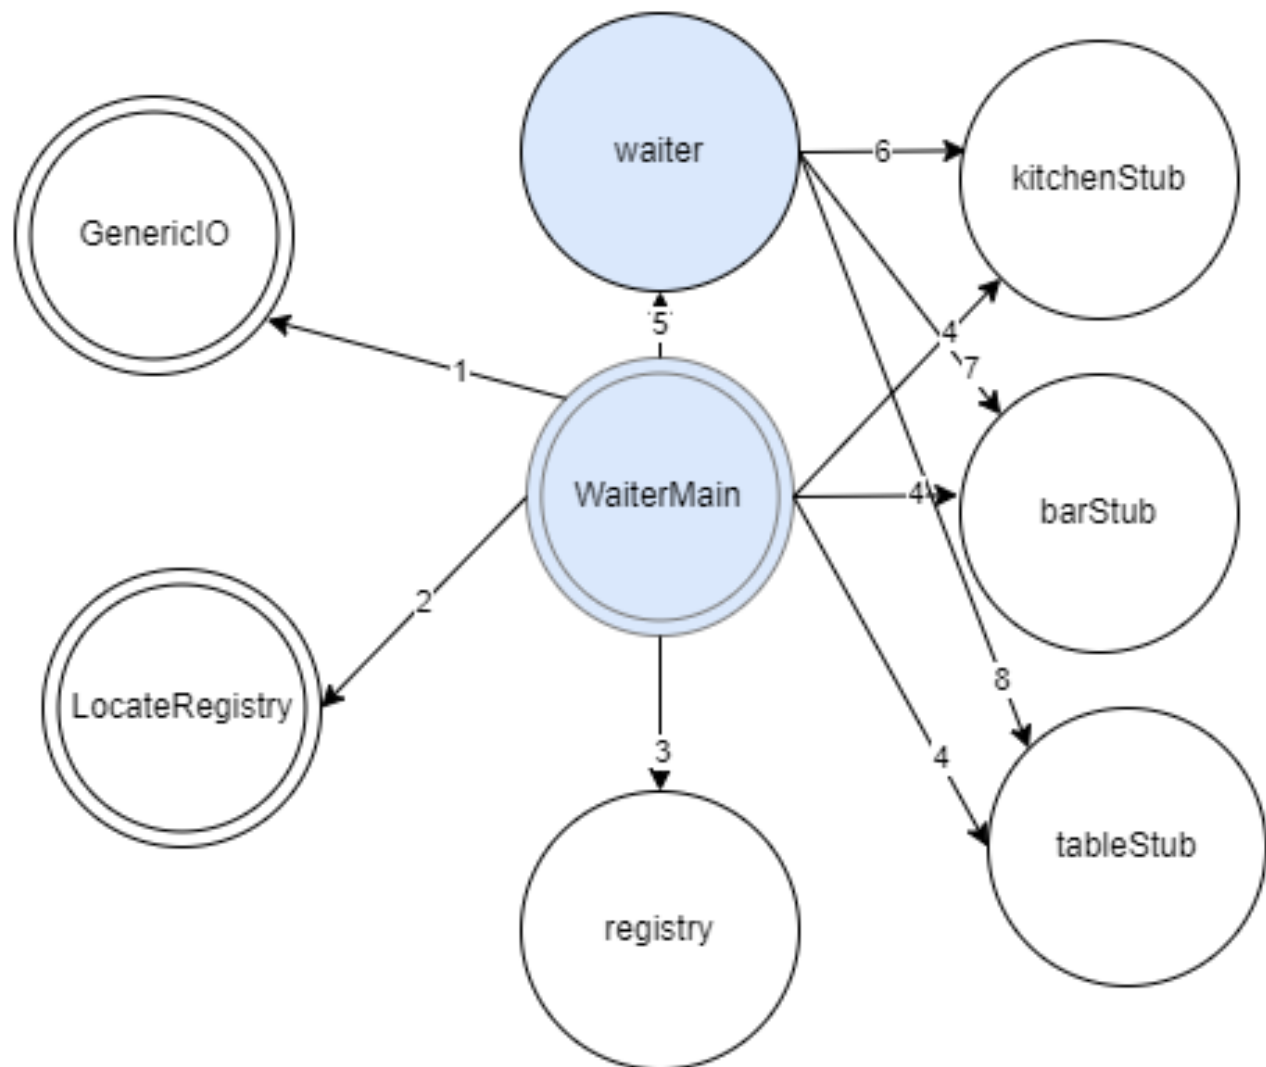 waiter
6
kitchenStub
GenericIO
5
4
1
7
WaiterMain
4
barStub
2
8
LocateRegistry
3
4
tableStub
registry